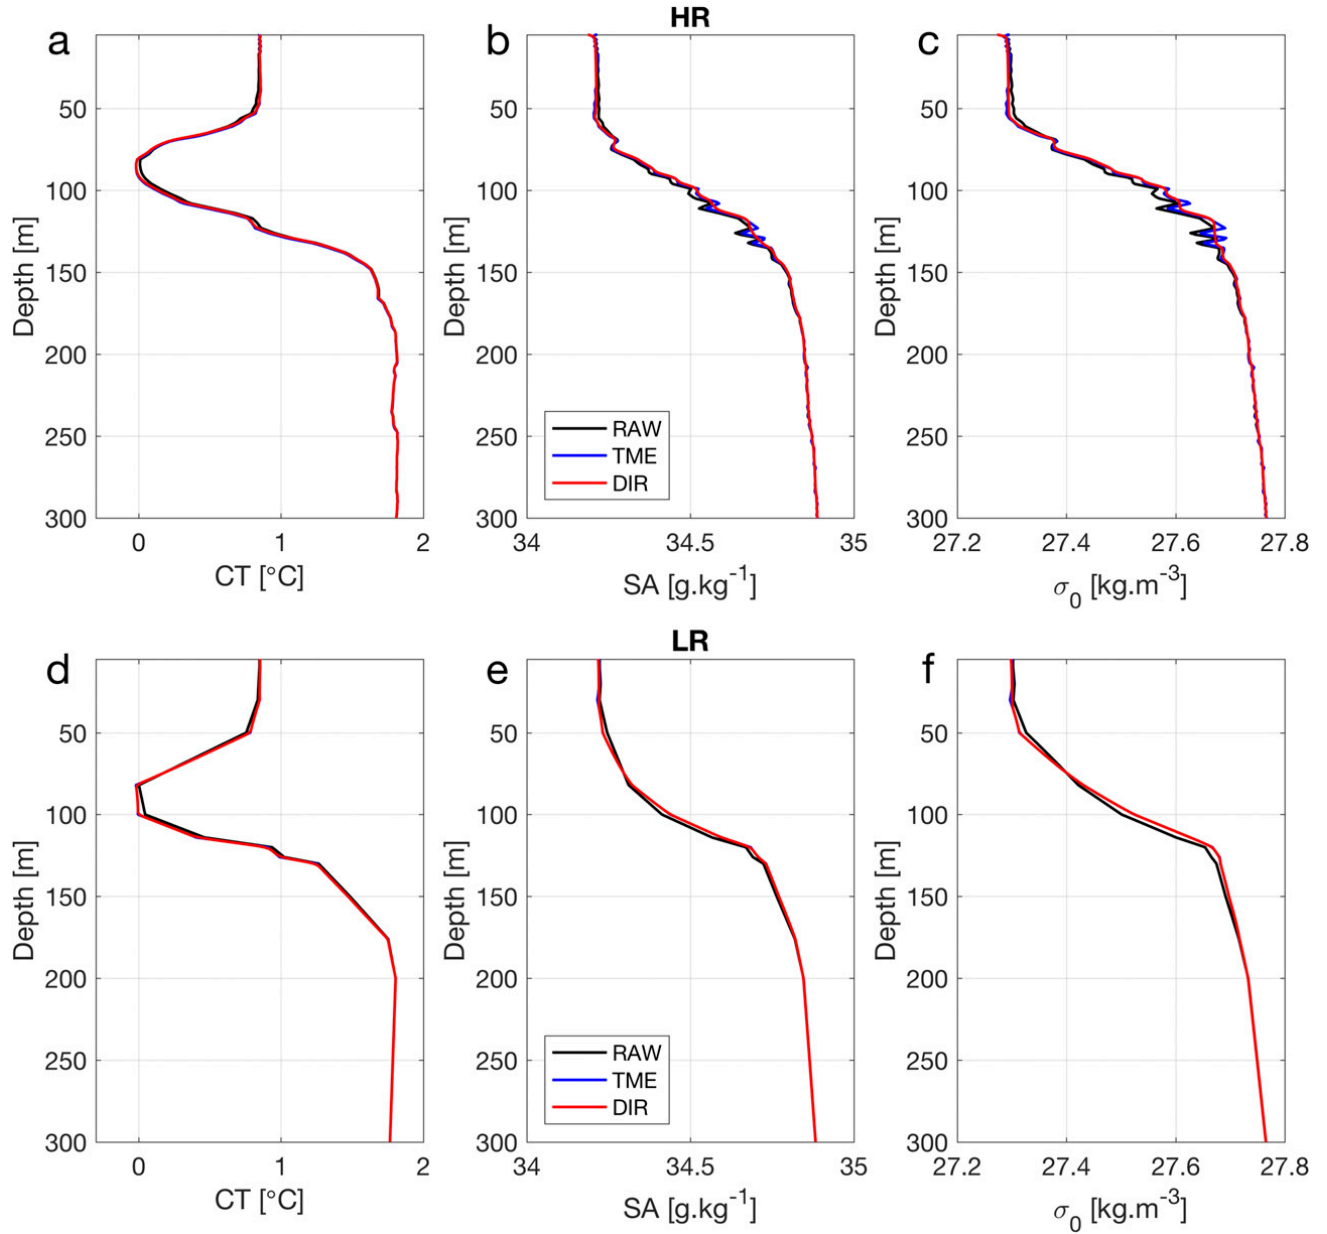 HR
a
50
100
150
200
250
300
0 1 2
Depth [m]
CT [°C]
b
50
100
150
200
250
300
34 34.5 35
Depth [m]
SA [g.kg-1]
RAW
TME
DIR
c
50
100
150
200
250
300
27.2 27.4 27.6 27.8
Depth [m]
σ0 [kg.m-3]
LR
d
50
100
150
200
250
300
0 1 2
Depth [m]
CT [°C]
e
50
100
150
200
250
300
34 34.5 35
Depth [m]
SA [g.kg-1]
RAW
TME
DIR
f
50
100
150
200
250
300
27.2 27.4 27.6 27.8
Depth [m]
σ0 [kg.m-3]